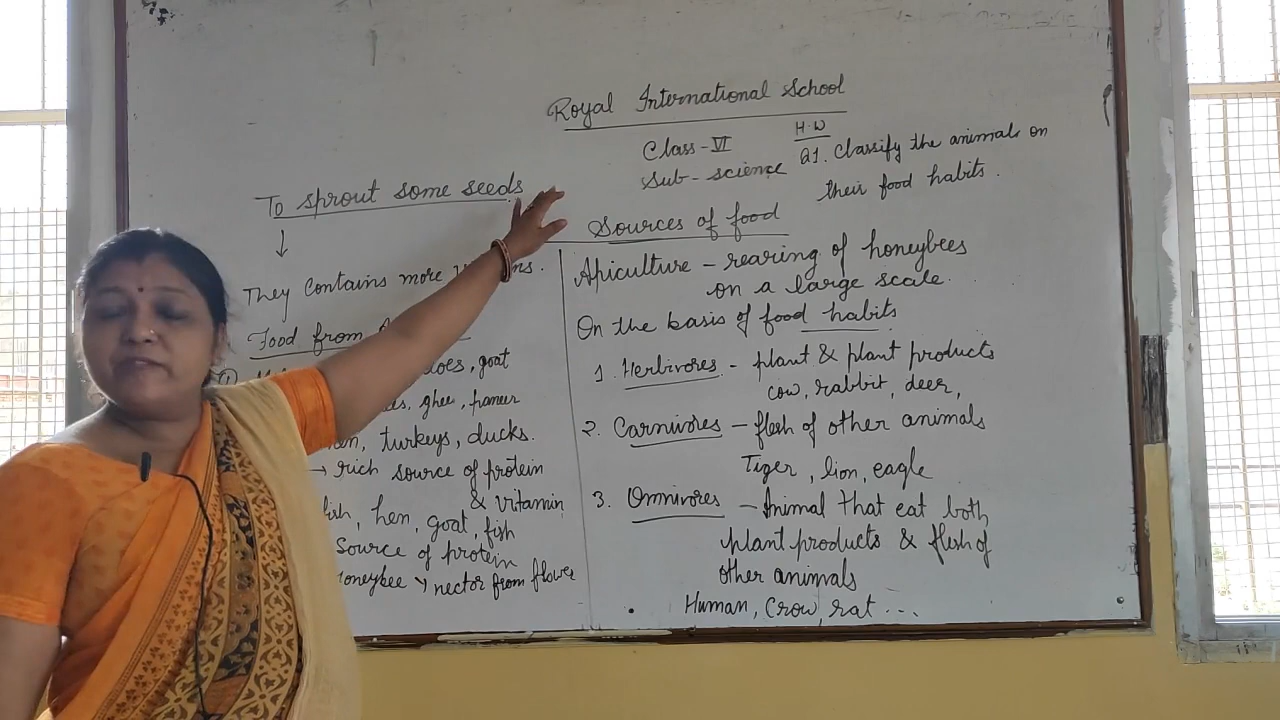 Royal International School
Class-VI
Sub-science
H.W
Q1. Classify the animals on
their food habits.
To sprout some seeds
↓
They contains more
Food from
Sources of food
①
goat
ghee, paneer
turkeys, ducks.
→ rich source of protein
& vitamin
hen, goat, fish
Source of protein
nector from flower
Apiculture - rearing of honeybees
on a large scale.
On the basis of food habits
1. Herbivores - plant & plant products
cow, rabbit, deer,
2. Carnivores - flesh of other animals
Tiger, lion, eagle
3. Omnivores - Animal that eat both
plant products & flesh of
other animals
Human, Crow, rat ...